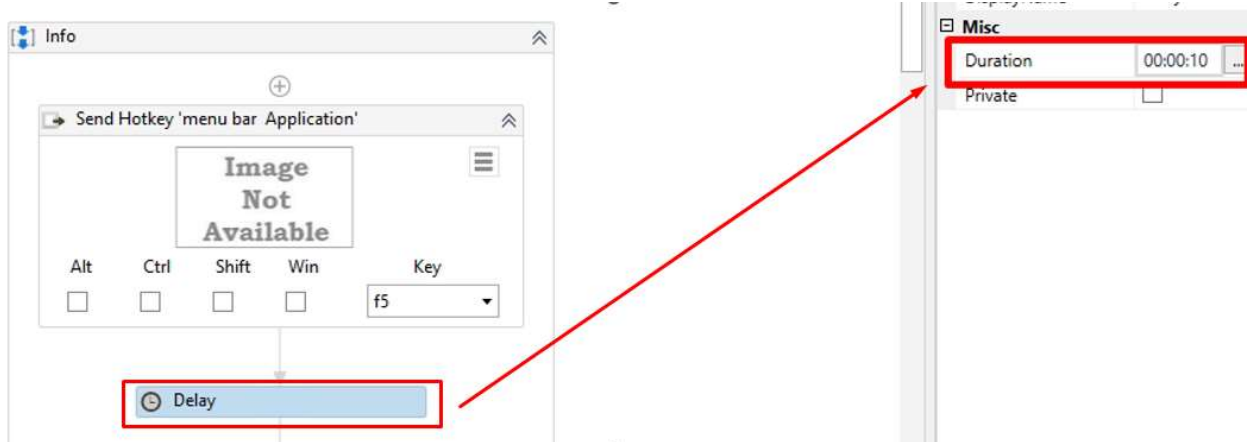 Info
Send Hotkey 'menu bar Application'
Image
Not
Available
Alt Ctrl Shift Win Key
f5
Delay
Misc
Duration 00:00:10 ...
Private